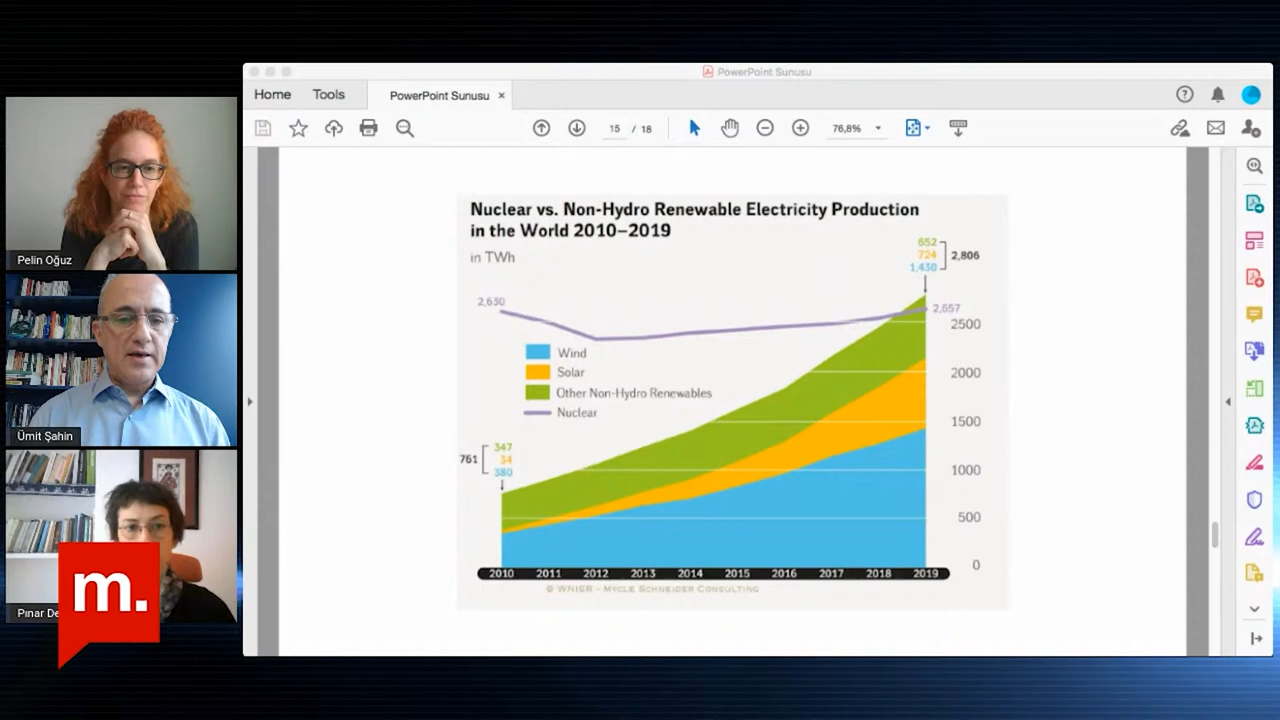 PowerPoint Sunusu
Home
Tools
PowerPoint Sunusu ×
15 / 18
76,8%
Pelin Oğuz
Ümit Şahin
Pınar De
m.
Nuclear vs. Non-Hydro Renewable Electricity Production
in the World 2010–2019
in TWh
652
724
1,430
2,806
2,630
2,657
2500
2000
1500
1000
500
0
Wind
Solar
Other Non-Hydro Renewables
Nuclear
761
347
34
380
2010 2011 2012 2013 2014 2015 2016 2017 2018 2019
© WNISR - Mycle Schneider Consulting